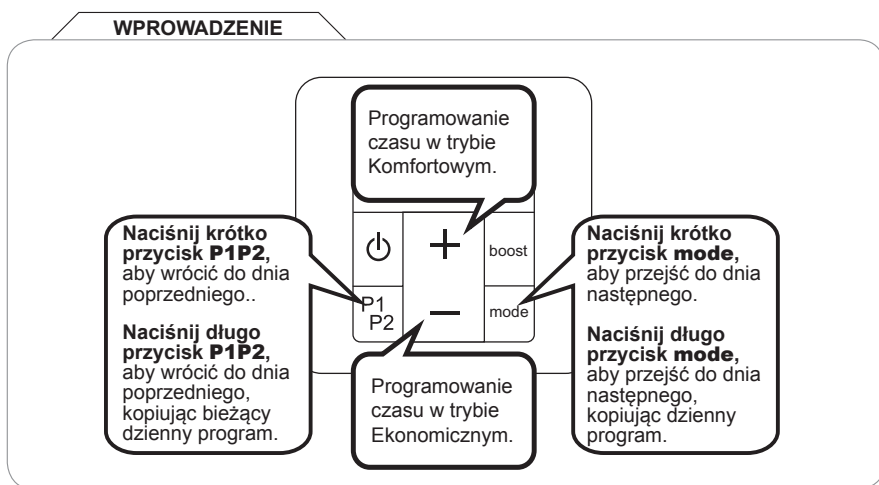 WPROWADZENIE
Programowanie
czasu w trybie
Komfortowym.
Naciśnij krótko
przycisk P1P2,
aby wrócić do dnia
poprzedniego..
Naciśnij długo
przycisk P1P2,
aby wrócić do dnia
poprzedniego,
kopiując bieżący
dzienny program.
+
boost
P1
P2
−
mode
Naciśnij krótko
przycisk mode,
aby przejść do dnia
następnego.
Naciśnij długo
przycisk mode,
aby przejść do dnia
następnego,
kopiując dzienny
program.
Programowanie
czasu w trybie
Ekonomicznym.